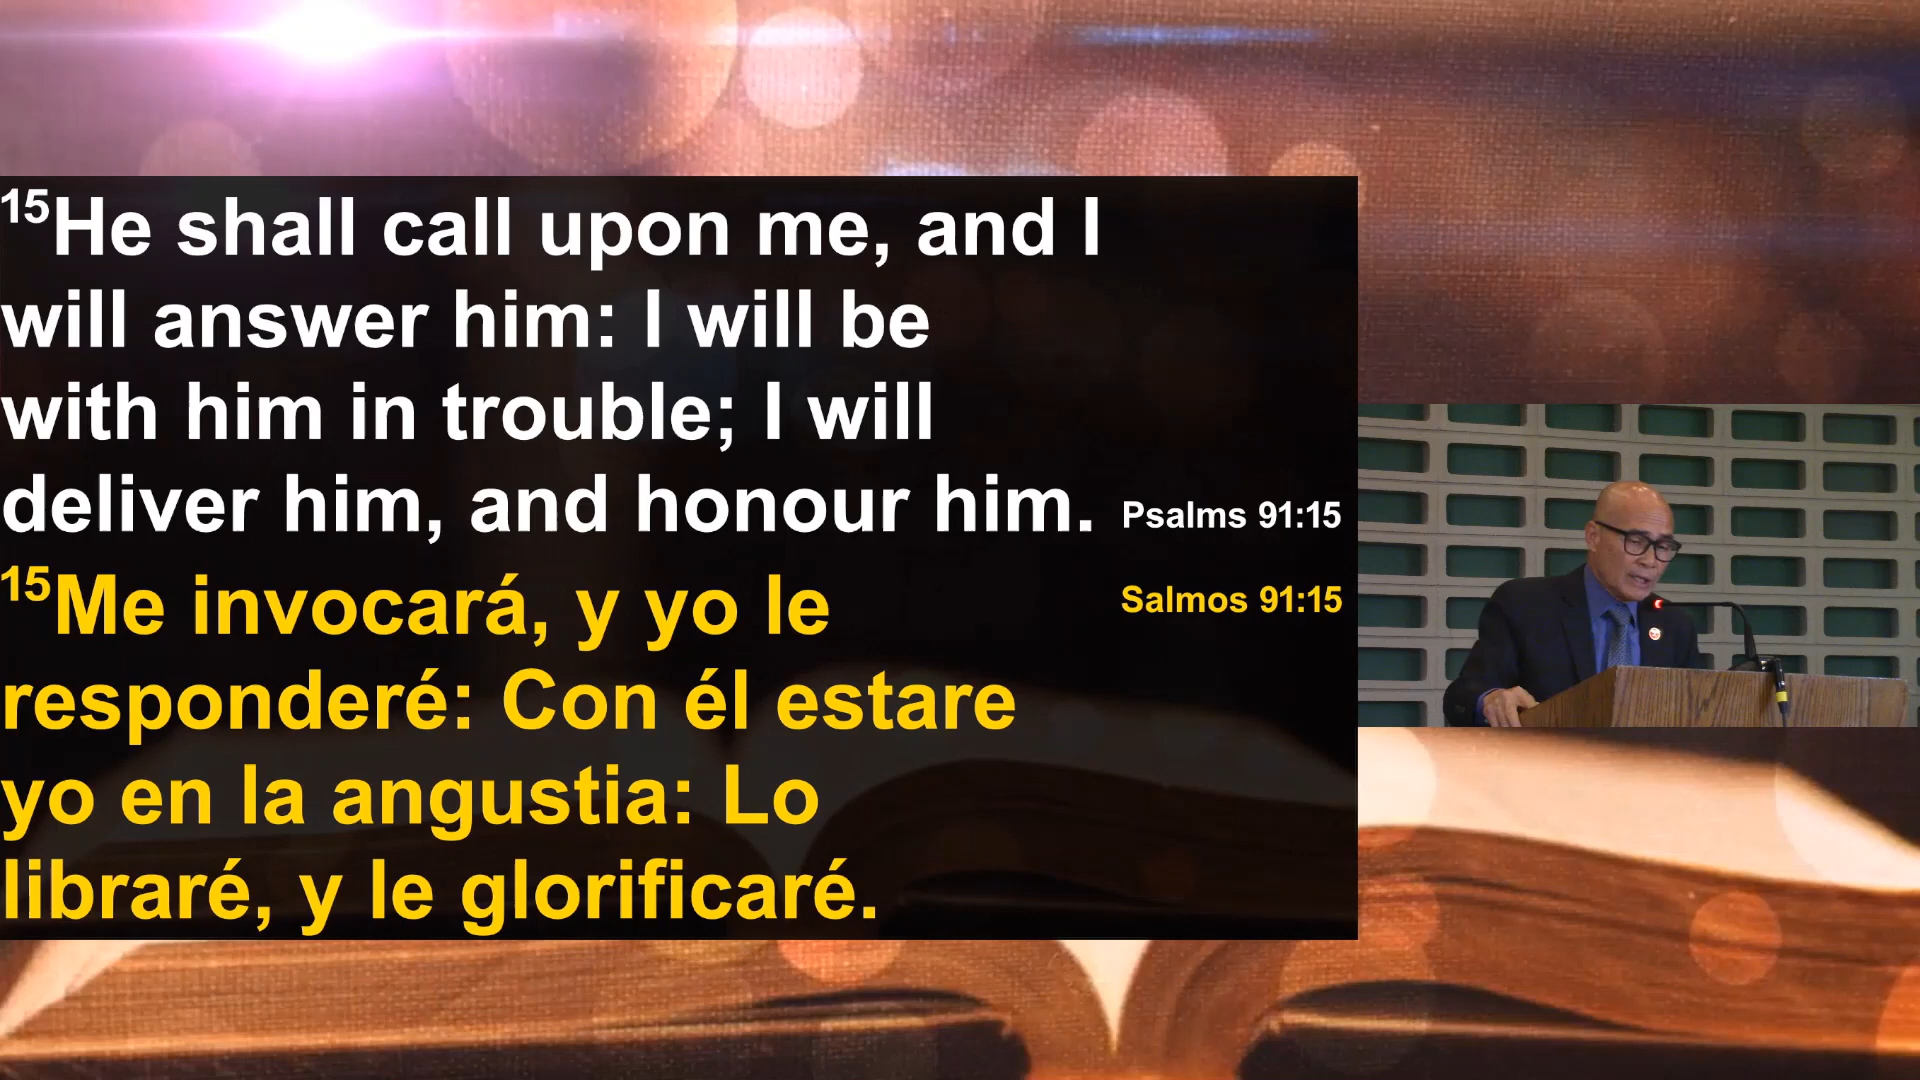 15He shall call upon me, and I
will answer him: I will be
with him in trouble; I will
deliver him, and honour him. Psalms 91:15
15Me invocará, y yo le Salmos 91:15
responderé: Con él estare
yo en la angustia: Lo
libraré, y le glorificaré.